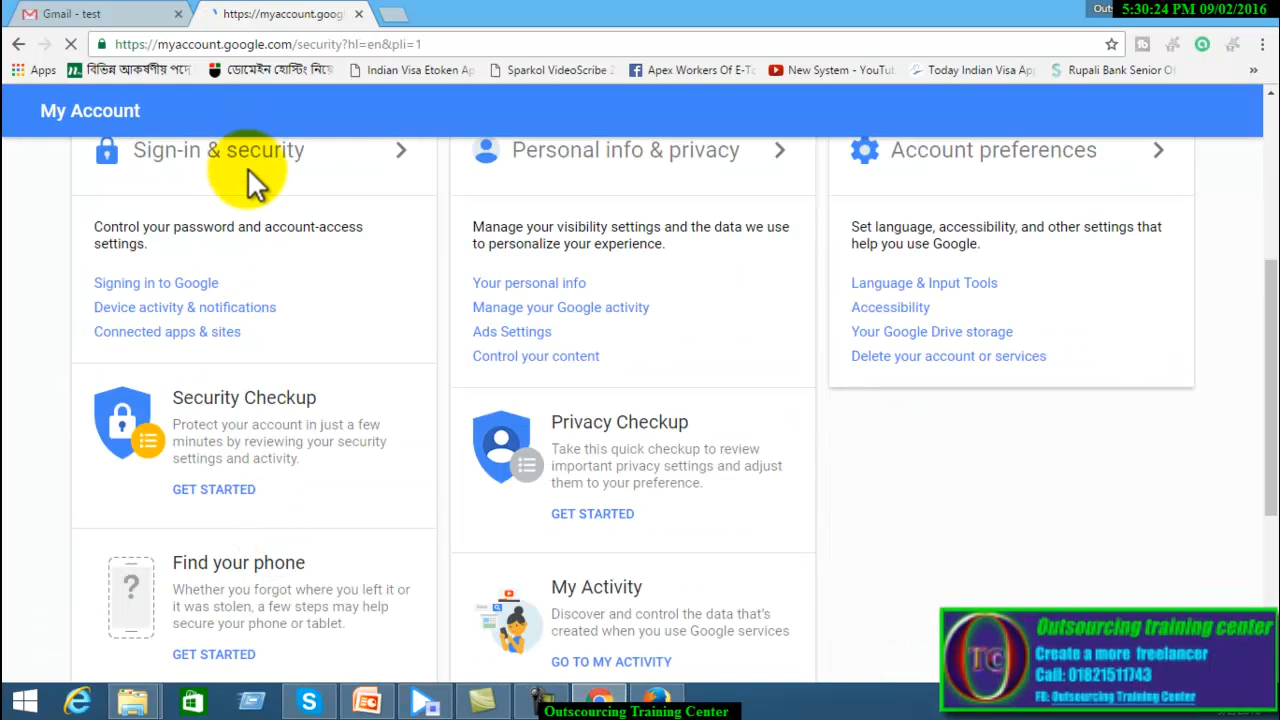 Gmail - test
https://myaccount.goog
Outs
5:30:24 PM 09/02/2016
https://myaccount.google.com/security?hl=en&pli=1
Apps
বিভিন্ন আকর্ষণীয় পদে
ডোমেইন হোস্টিং নিয়ে
Indian Visa Etoken Ap
Sparkol VideoScribe 2
Apex Workers Of E-T
New System - YouTu
Today Indian Visa Ap
Rupali Bank Senior Of
»
My Account
Sign-in & security
Personal info & privacy
Account preferences
Control your password and account-access
settings.
Signing in to Google
Device activity & notifications
Connected apps & sites
Manage your visibility settings and the data we use
to personalize your experience.
Your personal info
Manage your Google activity
Ads Settings
Control your content
Set language, accessibility, and other settings that
help you use Google.
Language & Input Tools
Accessibility
Your Google Drive storage
Delete your account or services
Security Checkup
Protect your account in just a few
minutes by reviewing your security
settings and activity.
GET STARTED
Privacy Checkup
Take this quick checkup to review
important privacy settings and adjust
them to your preference.
GET STARTED
Find your phone
Whether you forgot where you left it or
it was stolen, a few steps may help
secure your phone or tablet.
GET STARTED
My Activity
Discover and control the data that's
created when you use Google services
GO TO MY ACTIVITY
OTC
Outsourcing training center
Create a more freelancer
Call: 01821511743
FB: Outsourcing Training Center
Outscourcing Training Center